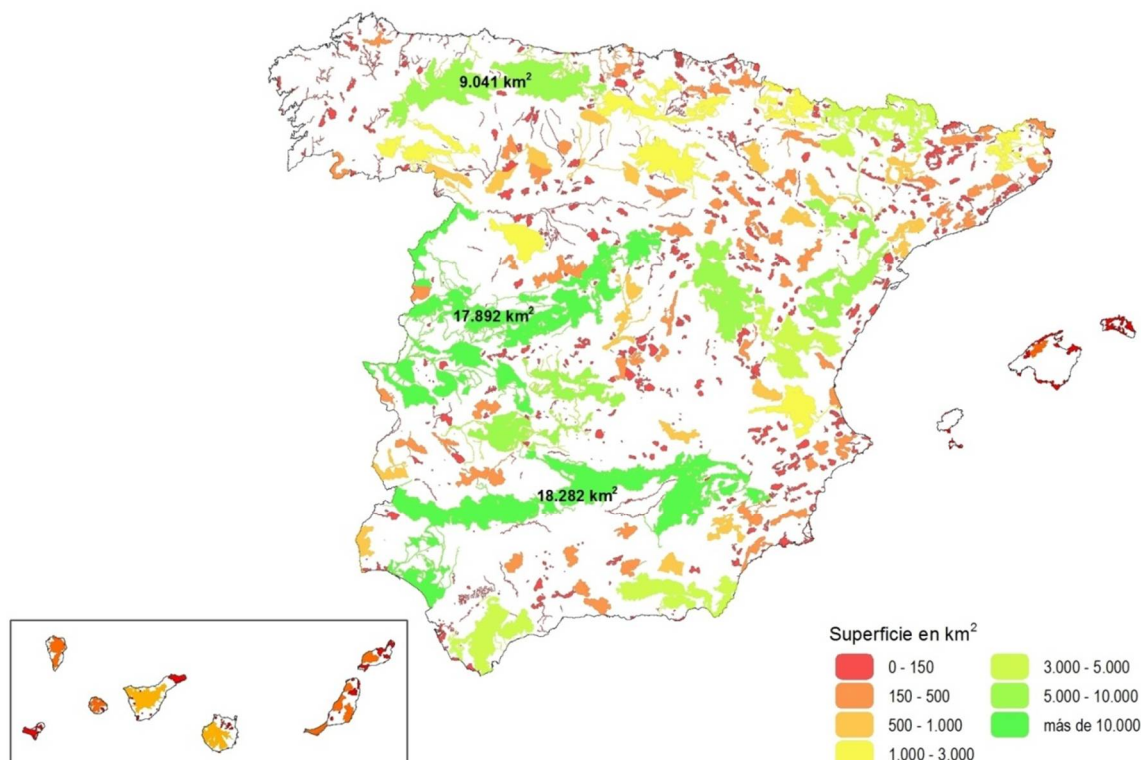 9.041 km²
17.892 km²
18.282 km²
Superficie en km²
0 - 150
150 - 500
500 - 1.000
1.000 - 3.000
3.000 - 5.000
5.000 - 10.000
más de 10.000